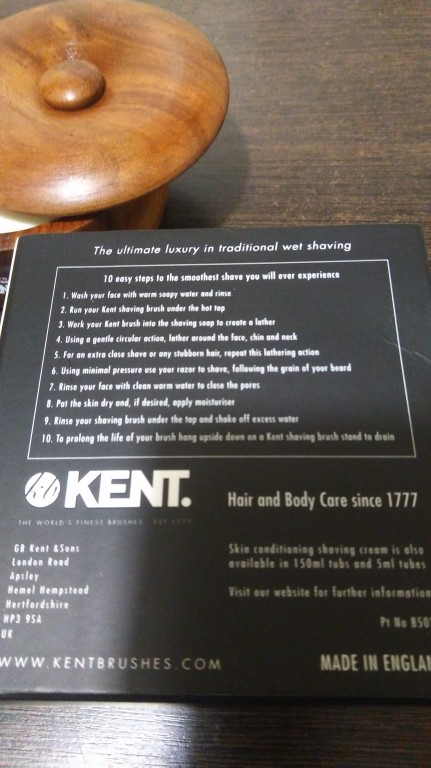 The ultimate luxury in traditional wet shaving
10 easy steps to the smoothest shave you will ever experience
1. Wash your face with warm soapy water and rinse
2. Run your Kent shaving brush under the hot tap
3. Work your Kent brush into the shaving soap to create a lather
4. Using a gentle circular action, lather around the face, chin and neck
5. For an extra close shave or any stubborn hair, repeat this lathering action
6. Using minimal pressure use your razor to shave, following the grain of your beard
7. Rinse your face with clean warm water to close the pores
8. Pat the skin dry and, if desired, apply moisturiser
9. Rinse your shaving brush under the tap and shake off excess water
10. To prolong the life of your brush hang upside down on a Kent shaving brush stand to drain
KENT.
THE WORLD'S FINEST BRUSHES EST 1777
Hair and Body Care since 1777
GB Kent &Sons
London Road
Apsley
Hemel Hempstead
Hertfordshire
HP3 9SA
UK
Skin conditioning shaving cream is also
available in 150ml tubs and 5ml tubes
Visit our website for further information
Pt No 850
WWW.KENTBRUSHES.COM
MADE IN ENGLAN